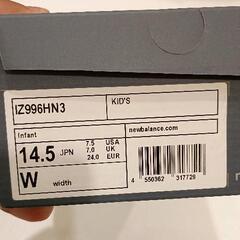 IZ996HN3
KID'S
Infant
14.5 JPN
7.5 USA
7.0 UK
24.0 EUR
newbalance.com
W width
4 550362 317729